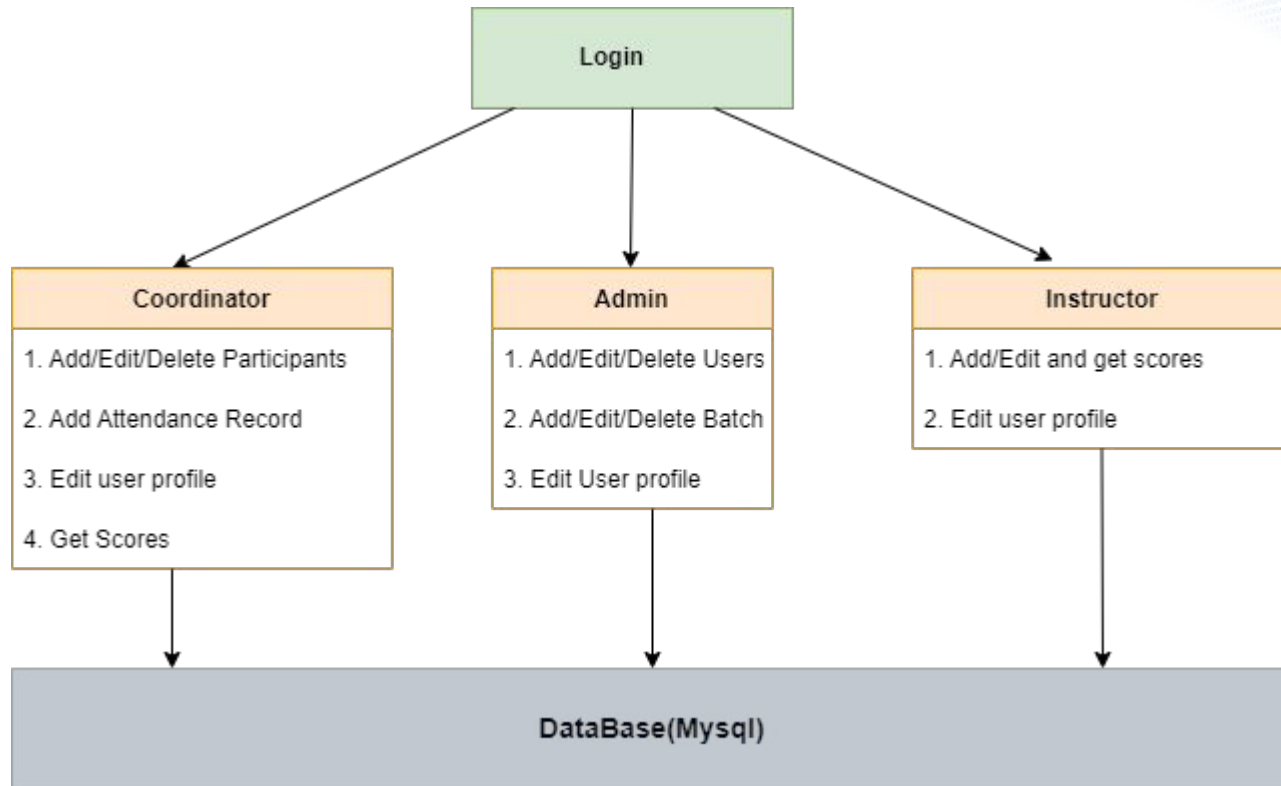 Login
Coordinator
1. Add/Edit/Delete Participants
2. Add Attendance Record
3. Edit user profile
4. Get Scores
Admin
1. Add/Edit/Delete Users
2. Add/Edit/Delete Batch
3. Edit User profile
Instructor
1. Add/Edit and get scores
2. Edit user profile
DataBase(Mysql)